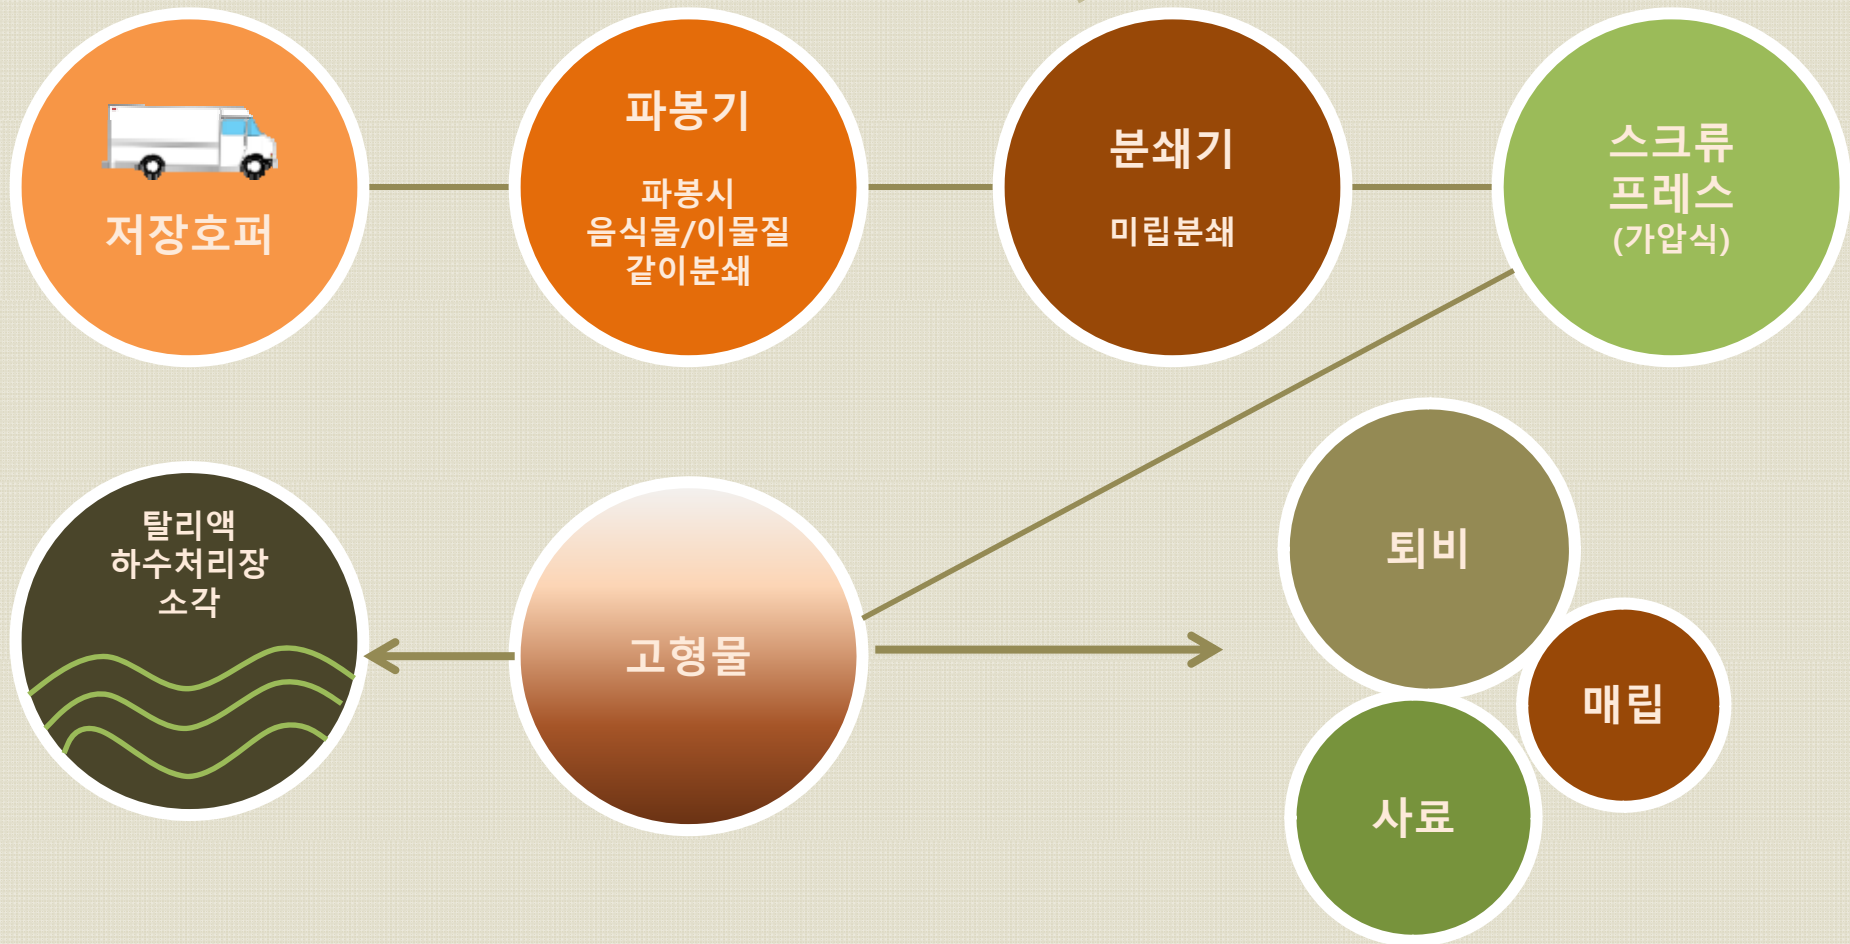 저장호퍼
파봉기
파봉시
음식물/이물질
같이분쇄
분쇄기
미립분쇄
스크류
프레스
(가압식)
탈리액
하수처리장
소각
고형물
퇴비
매립
사료